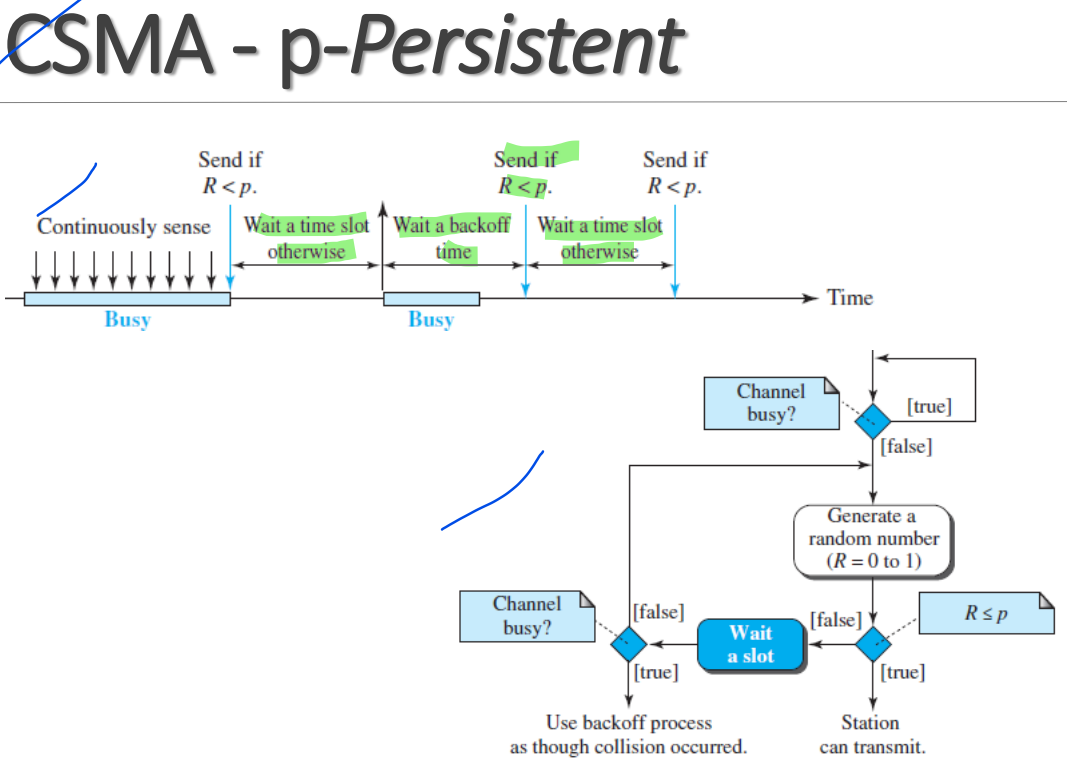 CSMA - p-Persistent
Send if
R < p.
Send if
R < p.
Send if
R < p.
Continuously sense
Wait a time slot
otherwise
Wait a backoff
time
Wait a time slot
otherwise
Time
Busy
Busy
Channel
busy?
[true]
[false]
Generate a
random number
(R = 0 to 1)
Channel
busy?
[false]
Wait
a slot
[false]
R ≤ p
[true]
[true]
Use backoff process
as though collision occurred.
Station
can transmit.